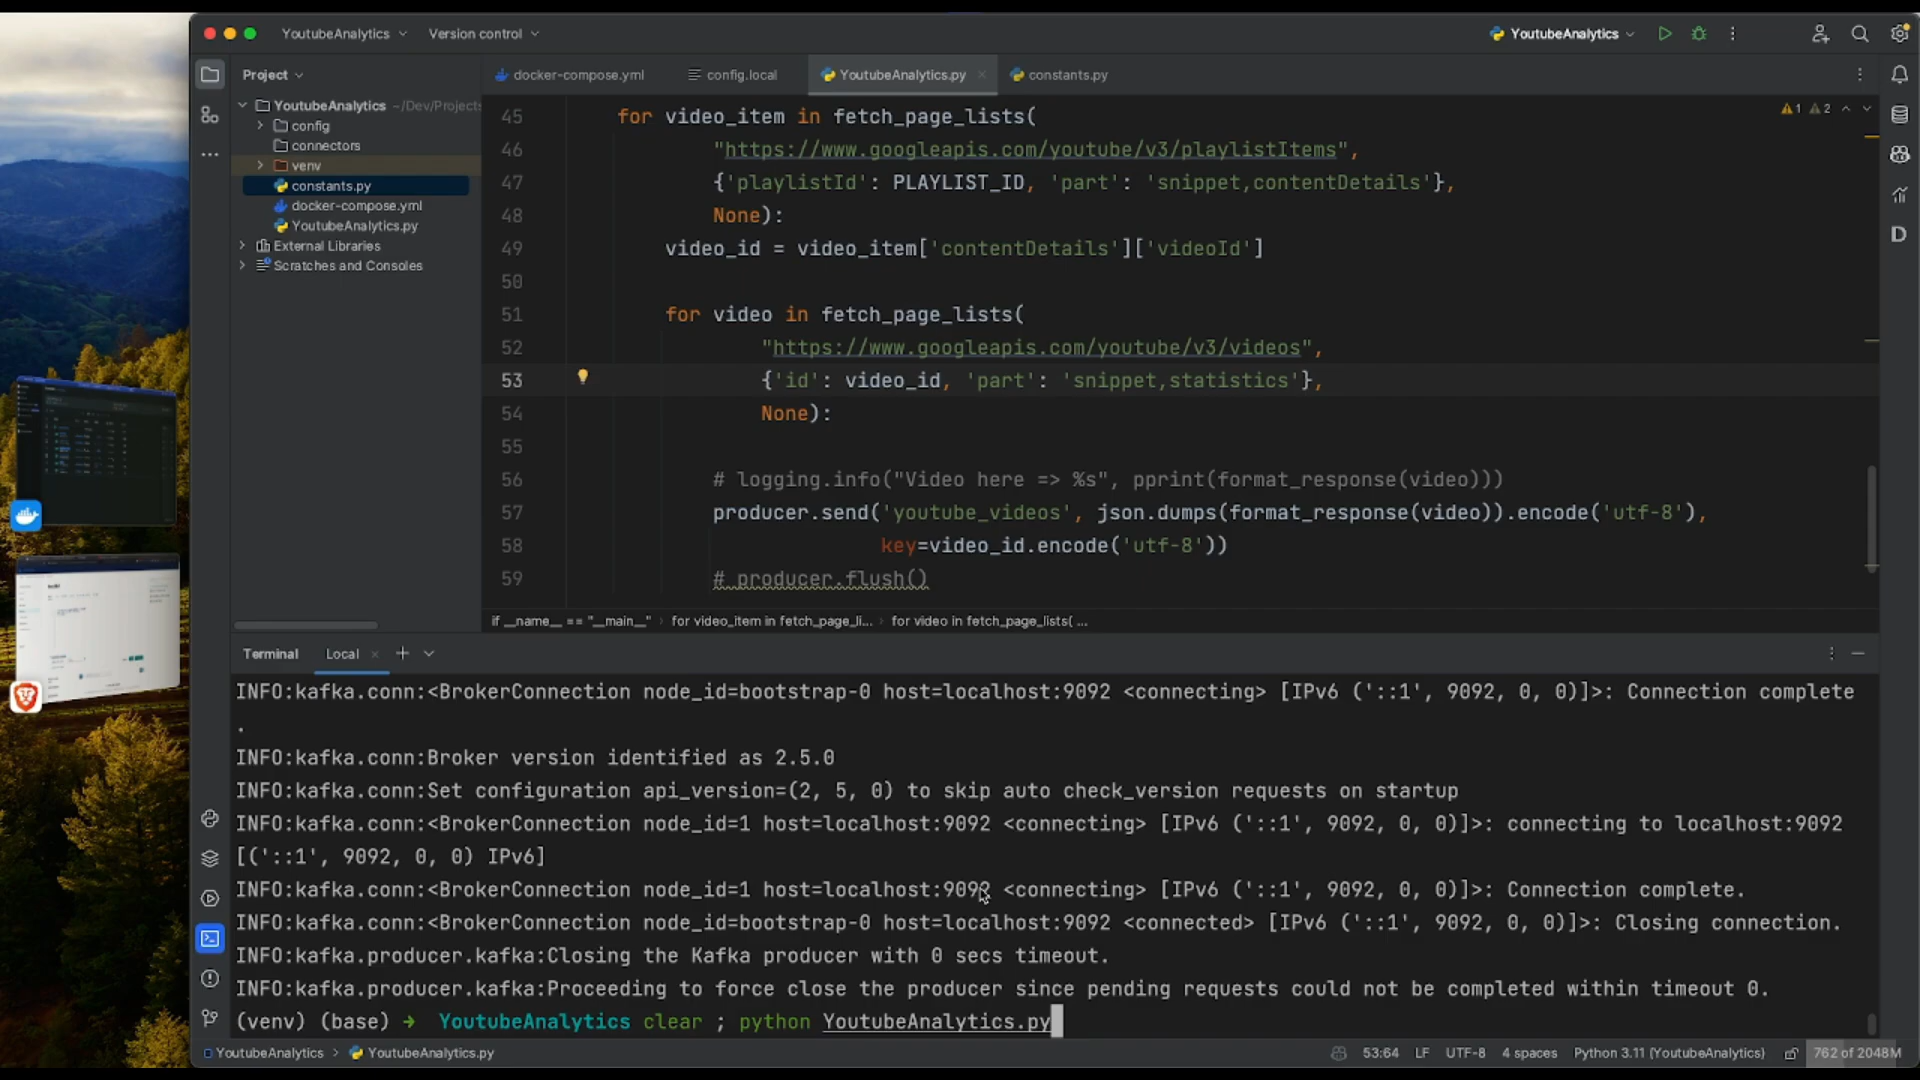 YoutubeAnalytics
Version control
YoutubeAnalytics
Project
docker-compose.yml
config.local
YoutubeAnalytics.py
constants.py
YoutubeAnalytics ~/Dev/Projects
config
connectors
venv
constants.py
docker-compose.yml
YoutubeAnalytics.py
External Libraries
Scratches and Consoles
1 2
45 for video_item in fetch_page_lists(
46 "https://www.googleapis.com/youtube/v3/playlistItems",
47 {'playlistId': PLAYLIST_ID, 'part': 'snippet,contentDetails'},
48 None):
49 video_id = video_item['contentDetails']['videoId']
50
51 for video in fetch_page_lists(
52 "https://www.googleapis.com/youtube/v3/videos",
53 {'id': video_id, 'part': 'snippet,statistics'},
54 None):
55
56 # logging.info("Video here => %s", pprint(format_response(video)))
57 producer.send('youtube_videos', json.dumps(format_response(video)).encode('utf-8'),
58 key=video_id.encode('utf-8'))
59 # producer.flush()
if __name__ == "__main__" › for video_item in fetch_page_li... › for video in fetch_page_lists( ...
Terminal
Local
INFO:kafka.conn:<BrokerConnection node_id=bootstrap-0 host=localhost:9092 <connecting> [IPv6 ('::1', 9092, 0, 0)]>: Connection complete
.
INFO:kafka.conn:Broker version identified as 2.5.0
INFO:kafka.conn:Set configuration api_version=(2, 5, 0) to skip auto check_version requests on startup
INFO:kafka.conn:<BrokerConnection node_id=1 host=localhost:9092 <connecting> [IPv6 ('::1', 9092, 0, 0)]>: connecting to localhost:9092
[('::1', 9092, 0, 0) IPv6]
INFO:kafka.conn:<BrokerConnection node_id=1 host=localhost:9092 <connecting> [IPv6 ('::1', 9092, 0, 0)]>: Connection complete.
INFO:kafka.conn:<BrokerConnection node_id=bootstrap-0 host=localhost:9092 <connected> [IPv6 ('::1', 9092, 0, 0)]>: Closing connection.
INFO:kafka.producer.kafka:Closing the Kafka producer with 0 secs timeout.
INFO:kafka.producer.kafka:Proceeding to force close the producer since pending requests could not be completed within timeout 0.
(venv) (base) → YoutubeAnalytics clear ; python YoutubeAnalytics.py
YoutubeAnalytics › YoutubeAnalytics.py
53:64 LF UTF-8 4 spaces Python 3.11 (YoutubeAnalytics) 762 of 2048M